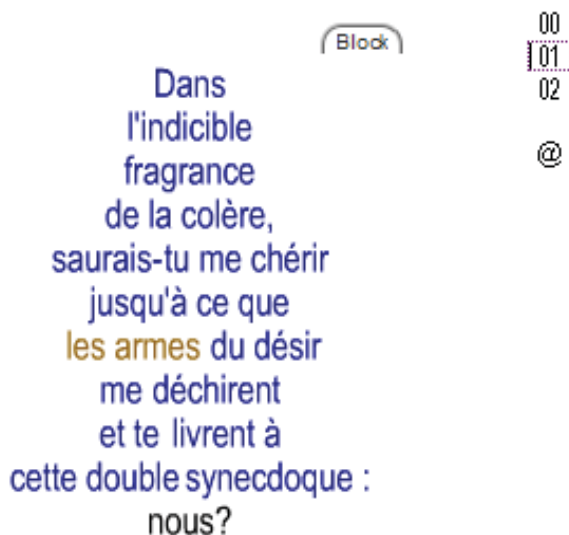 Block
Dans
l'indicible
fragrance
de la colère,
saurais-tu me chérir
jusqu'à ce que
les armes du désir
me déchirent
et te livrent à
cette double synecdoque :
nous?
00
01
02
@